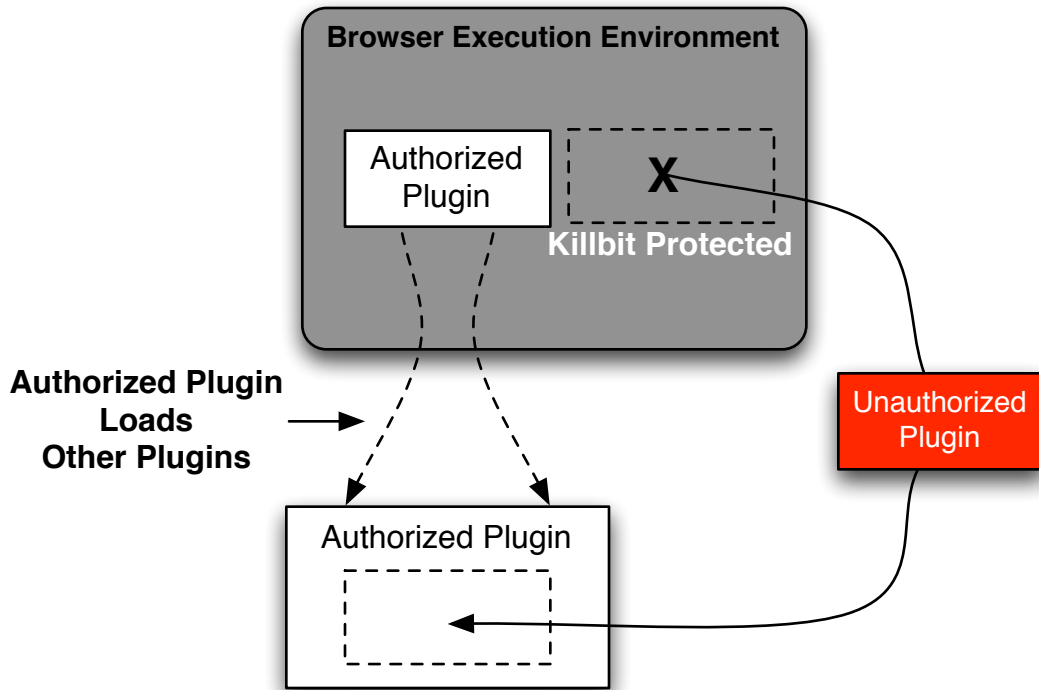 Browser Execution Environment
Authorized
Plugin
X
Killbit Protected
Authorized Plugin
Loads
Other Plugins
Unauthorized
Plugin
Authorized Plugin